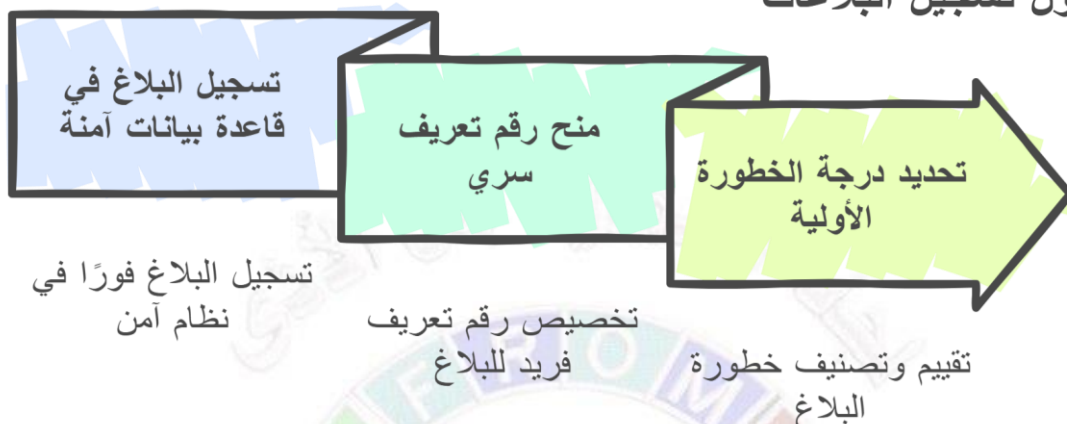 تسجيل البلاغ في
قاعدة بيانات آمنة
تسجيل البلاغ فورًا في
نظام آمن
منح رقم تعريف
سري
تخصيص رقم تعريف
فريد للبلاغ
تحديد درجة الخطورة
الأولية
تقييم وتصنيف خطورة
البلاغ
FROM